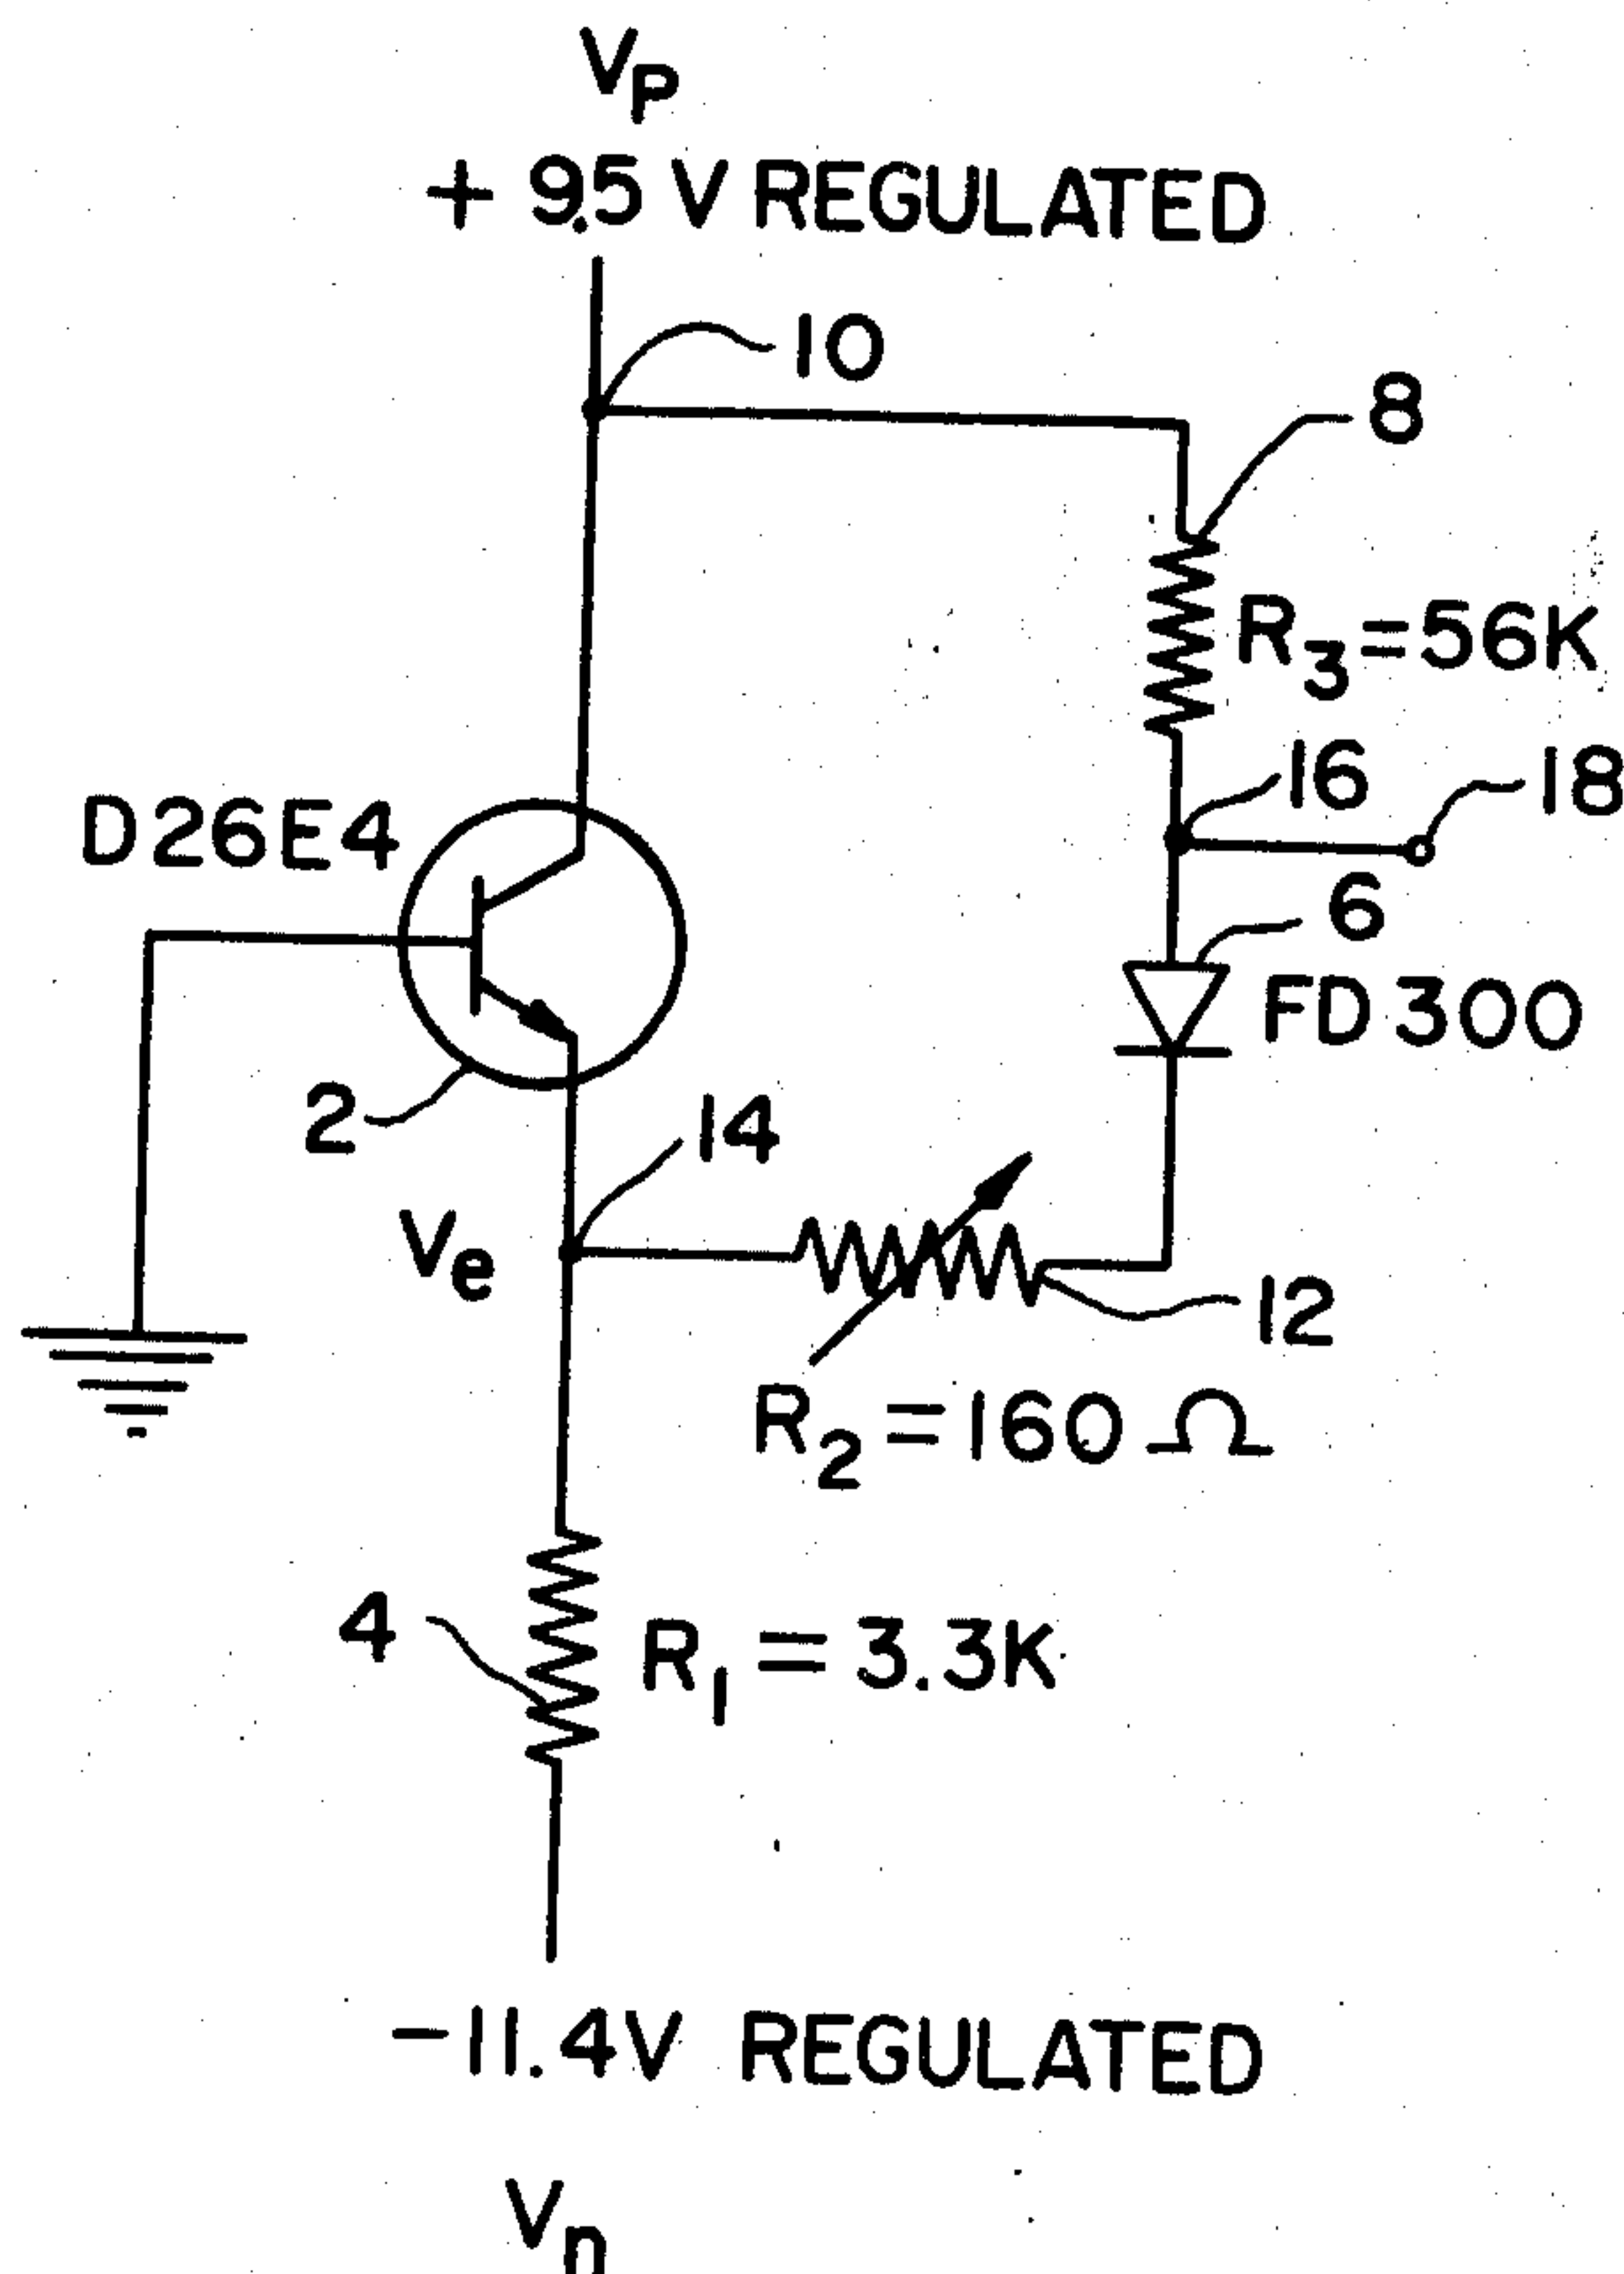 Vp
+ 9.5 V REGULATED
10
8
R3=56K
16
18
D26E4
6
FD300
2
14
Ve
12
R2=160Ω
4
R1=3.3K
-11.4V REGULATED
Vn